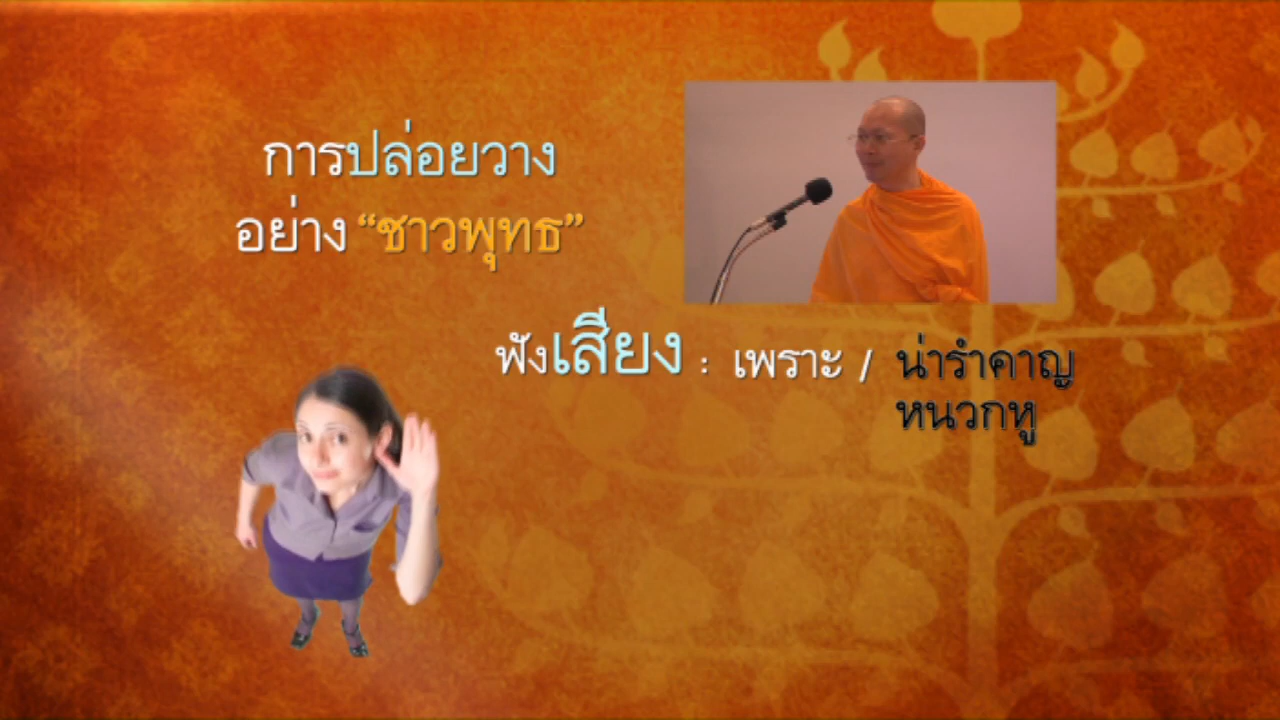 การปล่อยวาง
อย่าง “ชาวพุทธ”
ฟังเสียง : เพราะ / น่ารำคาญ
หนวกหู